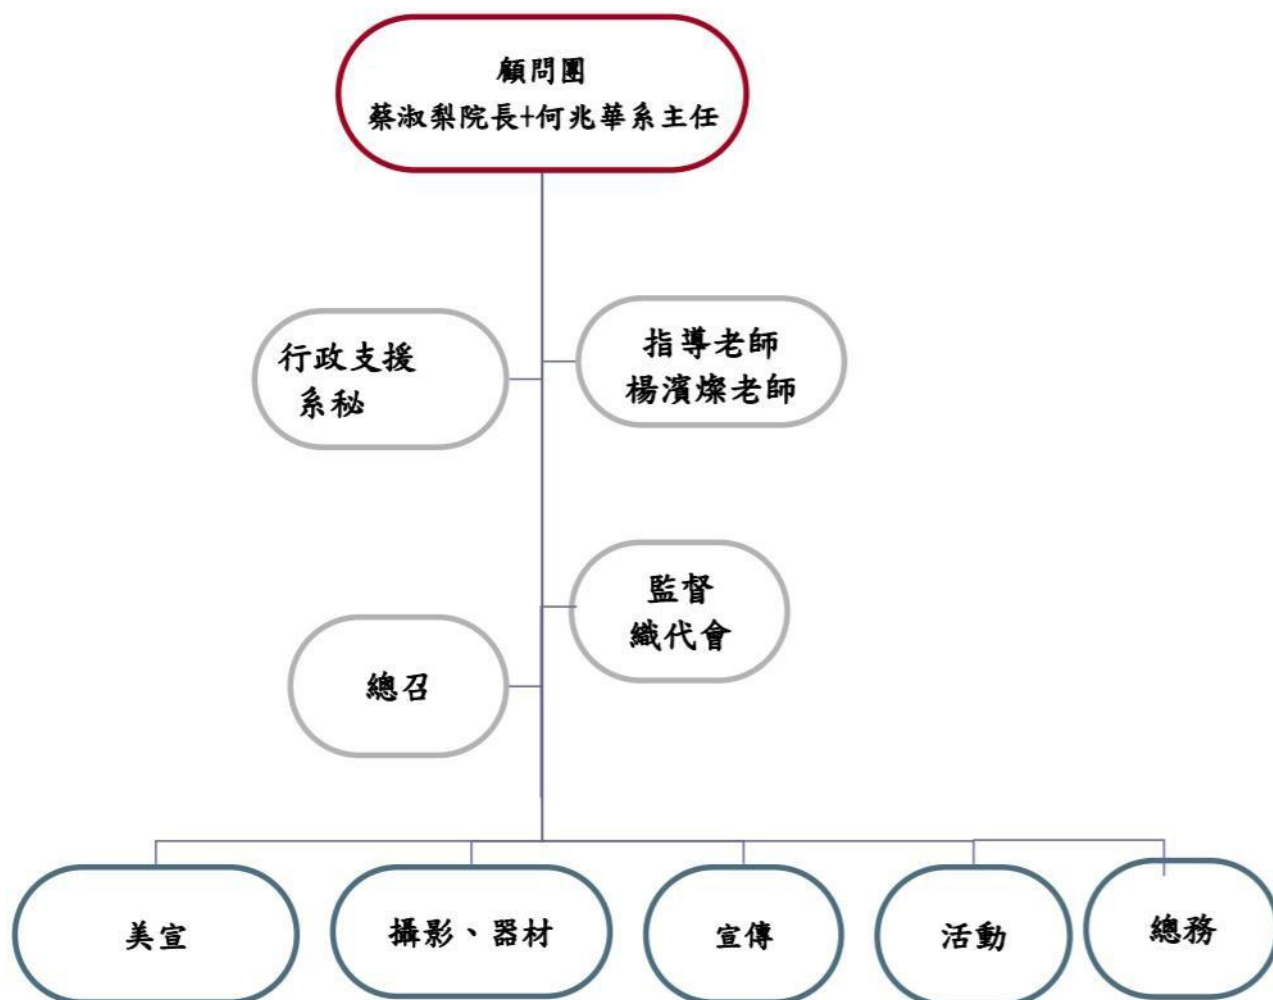 顧問團
蔡淑梨院長+何兆華系主任
行政支援
系秘
指導老師
楊濱燦老師
監督
織代會
總召
美宣
攝影、器材
宣傳
活動
總務